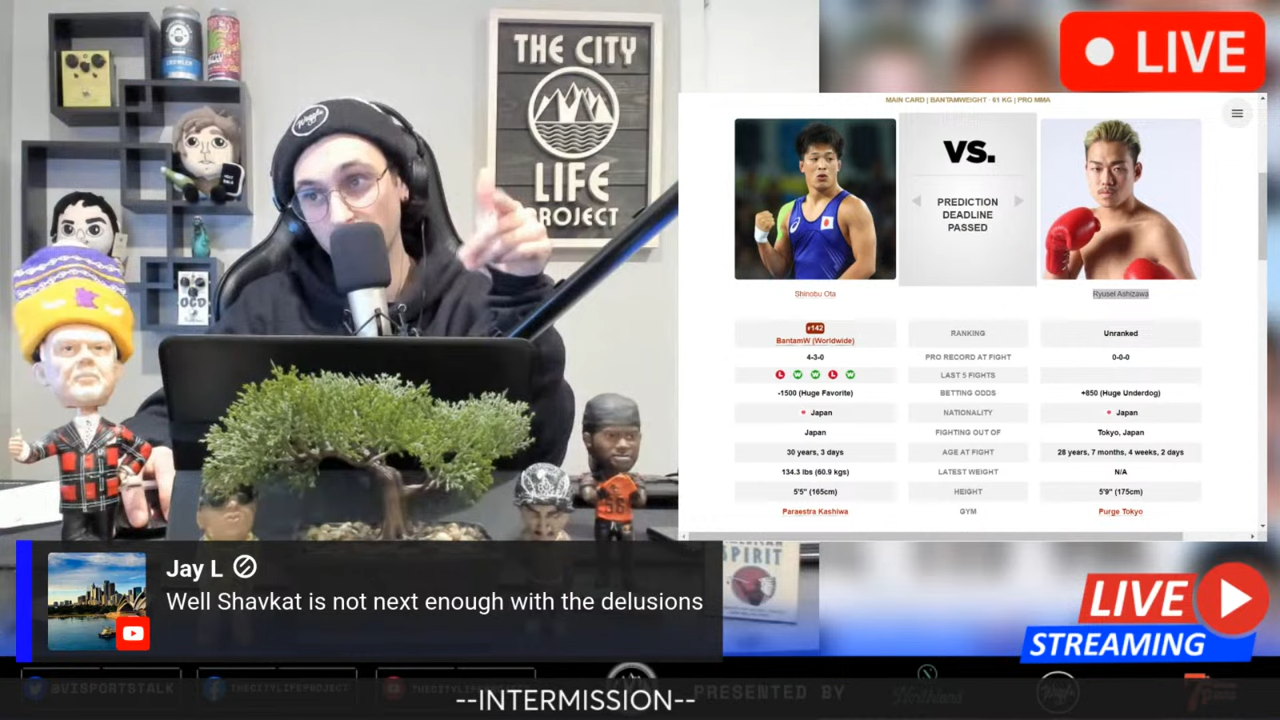 THE CITY
LIFE
PROJECT
OCD
LIVE
MAIN CARD | BANTAMWEIGHT · 61 KG | PRO MMA
VS.
PREDICTION
DEADLINE
PASSED
Shinobu Ota
Ryusei Ashizawa
#142
BantamW (Worldwide)
RANKING
Unranked
4-3-0
PRO RECORD AT FIGHT
0-0-0
L W W L W
LAST 5 FIGHTS
-1500 (Huge Favorite)
BETTING ODDS
+850 (Huge Underdog)
Japan
NATIONALITY
Japan
Japan
FIGHTING OUT OF
Tokyo, Japan
30 years, 3 days
AGE AT FIGHT
28 years, 7 months, 4 weeks, 2 days
134.3 lbs (60.9 kgs)
LATEST WEIGHT
N/A
5'5" (165cm)
HEIGHT
5'9" (175cm)
Paraestra Kashiwa
GYM
Purge Tokyo
SPIRIT
Jay L
Well Shavkat is not next enough with the delusions
LIVE
STREAMING
@VISPORTSTALK
THECITYLIFEPROJECT
PRESENTED BY
Northland
--INTERMISSION--